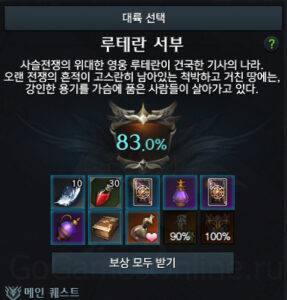 대륙 선택
루테란 서부
?
사슬전쟁의 위대한 영웅 루테란이 건국한 기사의 나라.
오랜 전쟁의 흔적이 고스란히 남아있는 척박하고 거친 땅에는,
강인한 용기를 가슴에 품은 사람들이 살아가고 있다.
83.0%
10 30
90% 100%
보상 모두 받기
메인 퀘스트